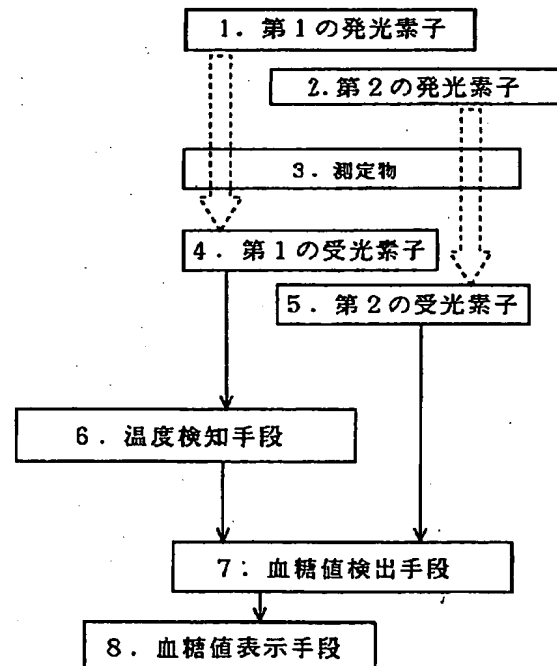 1．第1の発光素子
2．第2の発光素子
3．測定物
4．第1の受光素子
5．第2の受光素子
6．温度検知手段
7：血糖値検出手段
8．血糖値表示手段